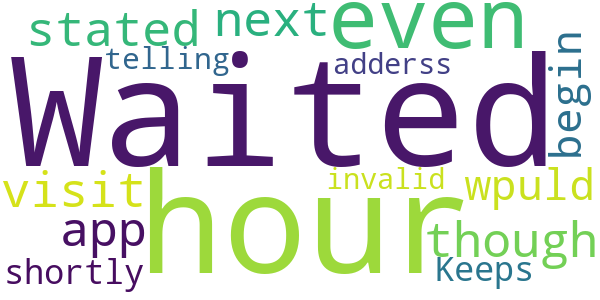 stated next even
telling adderss
Waited begin
visit hour invalid wpuld
app though
shortly Keeps